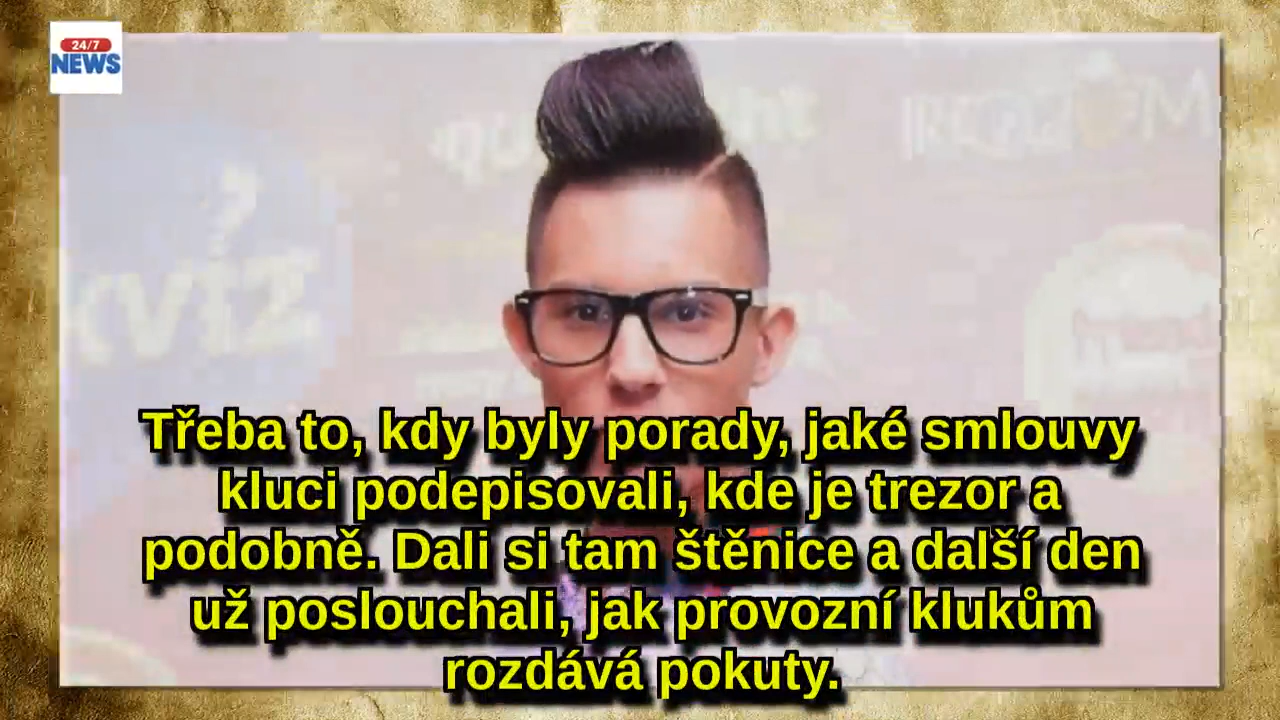 24/7
NEWS
KVÍZ
Třeba to, kdy byly porady, jaké smlouvy
kluci podepisovali, kde je trezor a
podobně. Dali si tam štěnice a další den
už poslouchali, jak provozní klukům
rozdává pokuty.